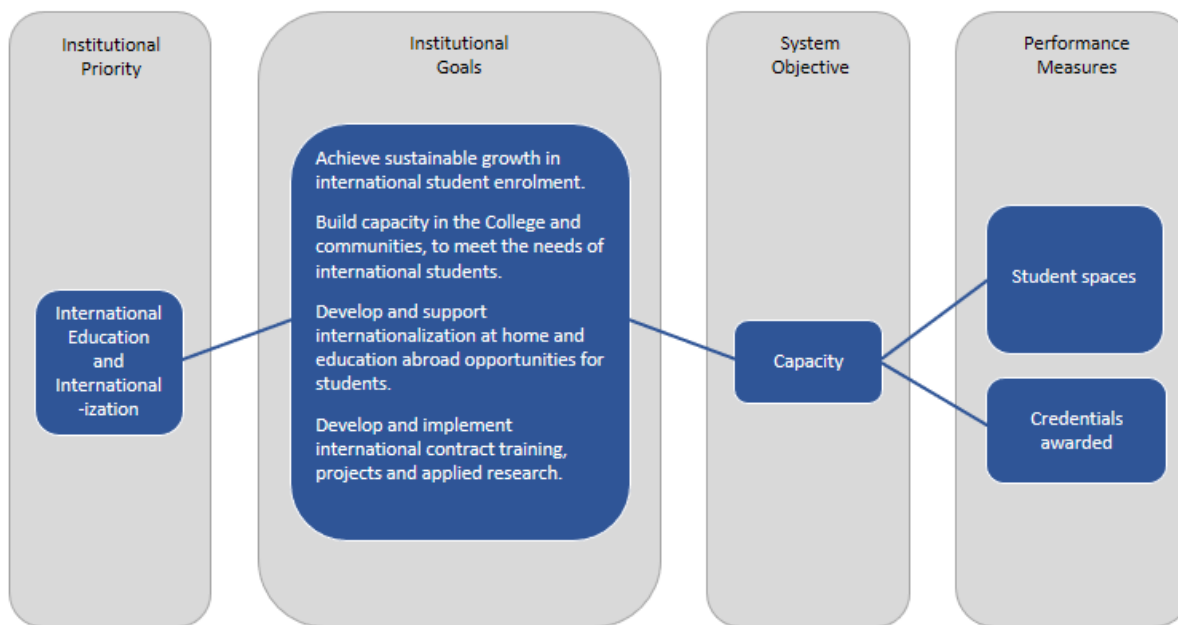 Institutional
Priority
Institutional
Goals
System
Objective
Performance
Measures
International
Education
and
International
-ization
Achieve sustainable growth in
international student enrolment.
Build capacity in the College and
communities, to meet the needs of
international students.
Develop and support
internationalization at home and
education abroad opportunities for
students.
Develop and implement
international contract training,
projects and applied research.
Capacity
Student spaces
Credentials
awarded